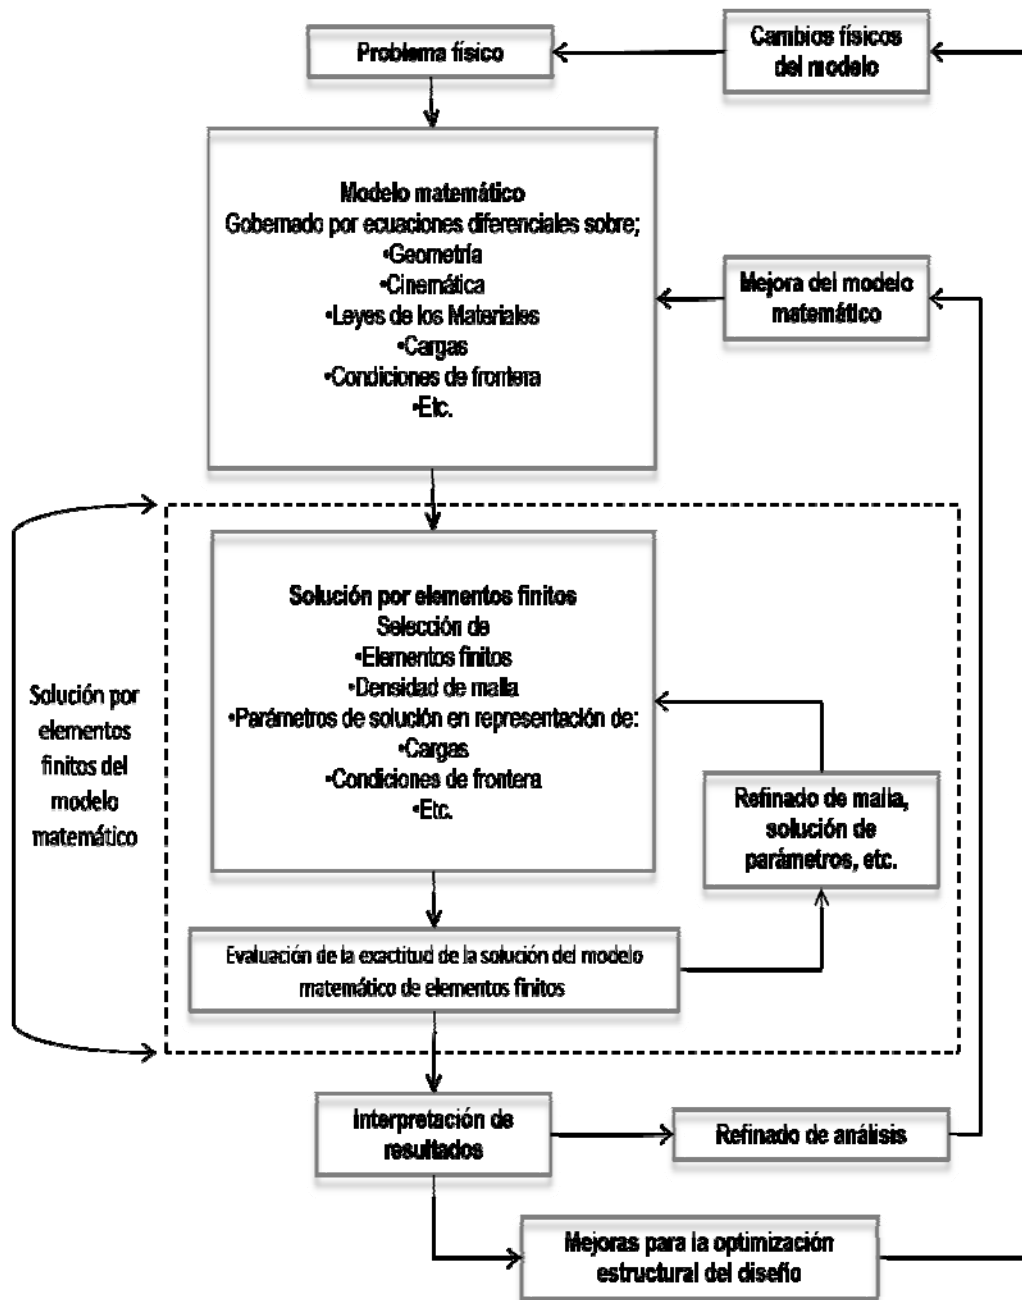 Problema físico
Cambios físicos
del modelo
Modelo matemático
Gobernado por ecuaciones diferenciales sobre;
•Geometría
•Cinemática
•Leyes de los Materiales
•Cargas
•Condiciones de frontera
•Etc.
Mejora del modelo
matemático
Solución por elementos finitos
Selección de
•Elementos finitos
•Densidad de malla
•Parámetros de solución en representación de:
•Cargas
•Condiciones de frontera
•Etc.
Solución por
elementos
finitos del
modelo
matemático
Refinado de malla,
solución de
parámetros, etc.
Evaluación de la exactitud de la solución del modelo
matemático de elementos finitos
Interpretación de
resultados
Refinado de análisis
Mejoras para la optimización
estructural del diseño